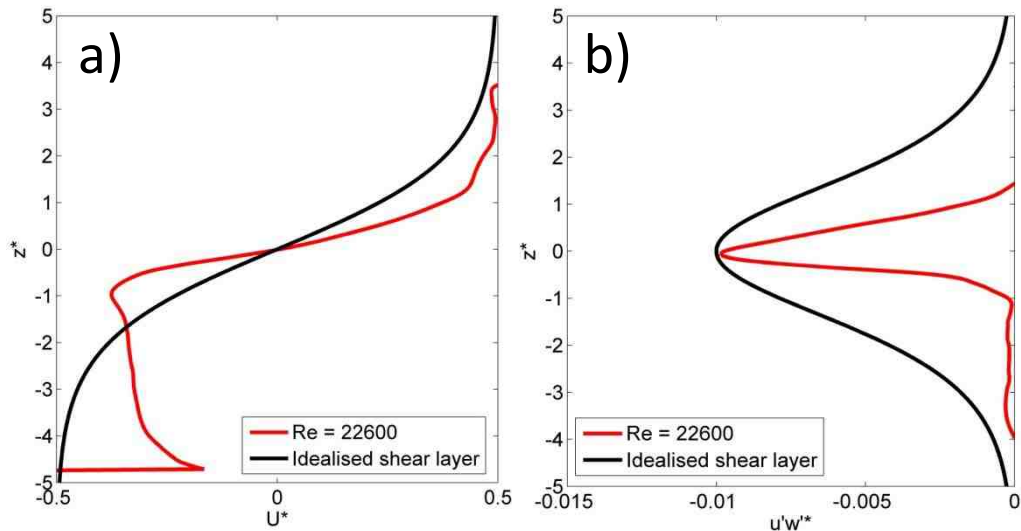 a)
5
4
3
2
1
0
-1
-2
-3
-4
-5
z*
-0.5
0
0.5
U*
Re = 22600
Idealised shear layer
b)
5
4
3
2
1
0
-1
-2
-3
-4
-5
z*
-0.015
-0.01
-0.005
0
u'w'*
Re = 22600
Idealised shear layer